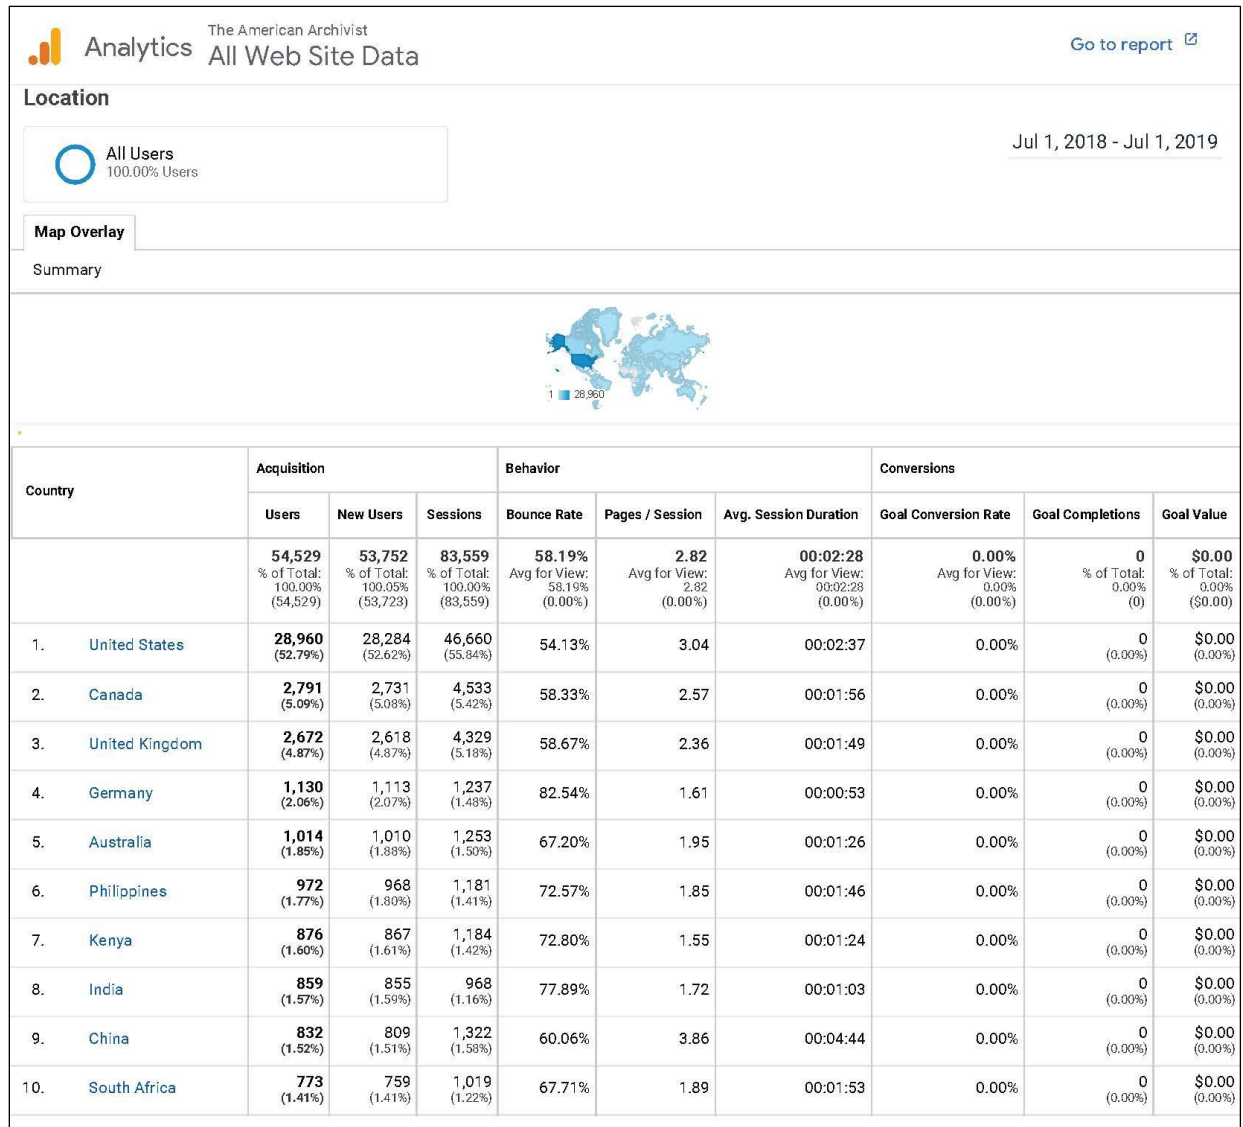 The American Archivist
Analytics All Web Site Data
Go to report
Location
All Users
100.00% Users
Jul 1, 2018 - Jul 1, 2019
Map Overlay
Summary
1 28,960
Country Acquisition Behavior Conversions
Users New Users Sessions Bounce Rate Pages / Session Avg. Session Duration Goal Conversion Rate Goal Completions Goal Value
54,529 53,752 83,559 58.19% 2.82 00:02:28 0.00% 0 $0.00
% of Total: % of Total: % of Total: Avg for View: Avg for View: Avg for View: Avg for View: % of Total: % of Total:
100.00% 100.05% 100.00% 58.19% 2.82 00:02:28 0.00% 0.00% 0.00%
(54,529) (53,723) (83,559) (0.00%) (0.00%) (0.00%) (0.00%) (0) ($0.00)
1. United States 28,960 28,284 46,660 54.13% 3.04 00:02:37 0.00% 0 $0.00
(52.79%) (52.62%) (55.84%) (0.00%) (0.00%)
2. Canada 2,791 2,731 4,533 58.33% 2.57 00:01:56 0.00% 0 $0.00
(5.09%) (5.08%) (5.42%) (0.00%) (0.00%)
3. United Kingdom 2,672 2,618 4,329 58.67% 2.36 00:01:49 0.00% 0 $0.00
(4.87%) (4.87%) (5.18%) (0.00%) (0.00%)
4. Germany 1,130 1,113 1,237 82.54% 1.61 00:00:53 0.00% 0 $0.00
(2.06%) (2.07%) (1.48%) (0.00%) (0.00%)
5. Australia 1,014 1,010 1,253 67.20% 1.95 00:01:26 0.00% 0 $0.00
(1.85%) (1.88%) (1.50%) (0.00%) (0.00%)
6. Philippines 972 968 1,181 72.57% 1.85 00:01:46 0.00% 0 $0.00
(1.77%) (1.80%) (1.41%) (0.00%) (0.00%)
7. Kenya 876 867 1,184 72.80% 1.55 00:01:24 0.00% 0 $0.00
(1.60%) (1.61%) (1.42%) (0.00%) (0.00%)
8. India 859 855 968 77.89% 1.72 00:01:03 0.00% 0 $0.00
(1.57%) (1.59%) (1.16%) (0.00%) (0.00%)
9. China 832 809 1,322 60.06% 3.86 00:04:44 0.00% 0 $0.00
(1.52%) (1.51%) (1.58%) (0.00%) (0.00%)
10. South Africa 773 759 1,019 67.71% 1.89 00:01:53 0.00% 0 $0.00
(1.41%) (1.41%) (1.22%) (0.00%) (0.00%)